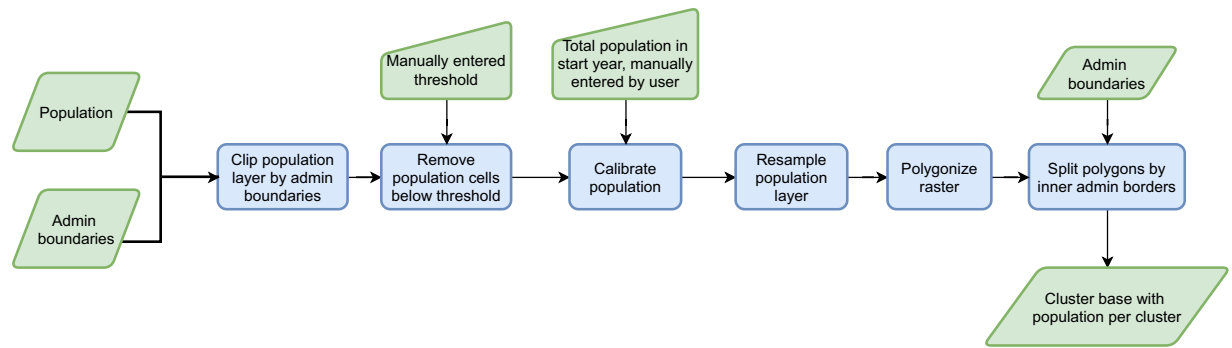 Population
Admin
boundaries
Clip population
layer by admin
boundaries
Manually entered
threshold
Remove
population cells
below threshold
Total population in
start year, manually
entered by user
Calibrate
population
Resample
population
layer
Polygonize
raster
Admin
boundaries
Split polygons by
inner admin borders
Cluster base with
population per cluster